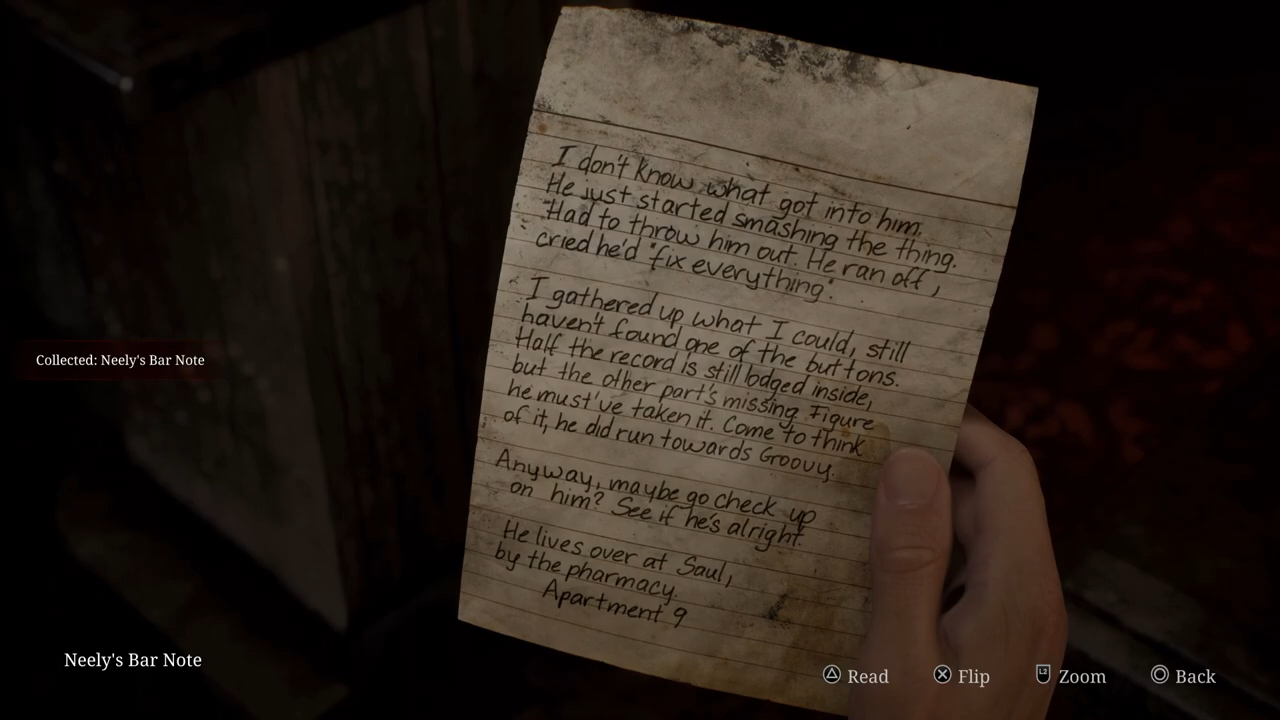 I don't know what got into him.
He just started smashing the thing.
Had to throw him out. He ran off,
cried he'd "fix everything".
I gathered up what I could, still
haven't found one of the buttons.
Half the record is still lodged inside,
but the other part's missing. Figure
he must've taken it. Come to think
of it, he did run towards Groovy.
Anyway, maybe go check up
on him? See if he's alright.
He lives over at Saul,
by the pharmacy.
Apartment 9
Collected: Neely's Bar Note
Neely's Bar Note
Read
Flip
L2 Zoom
Back